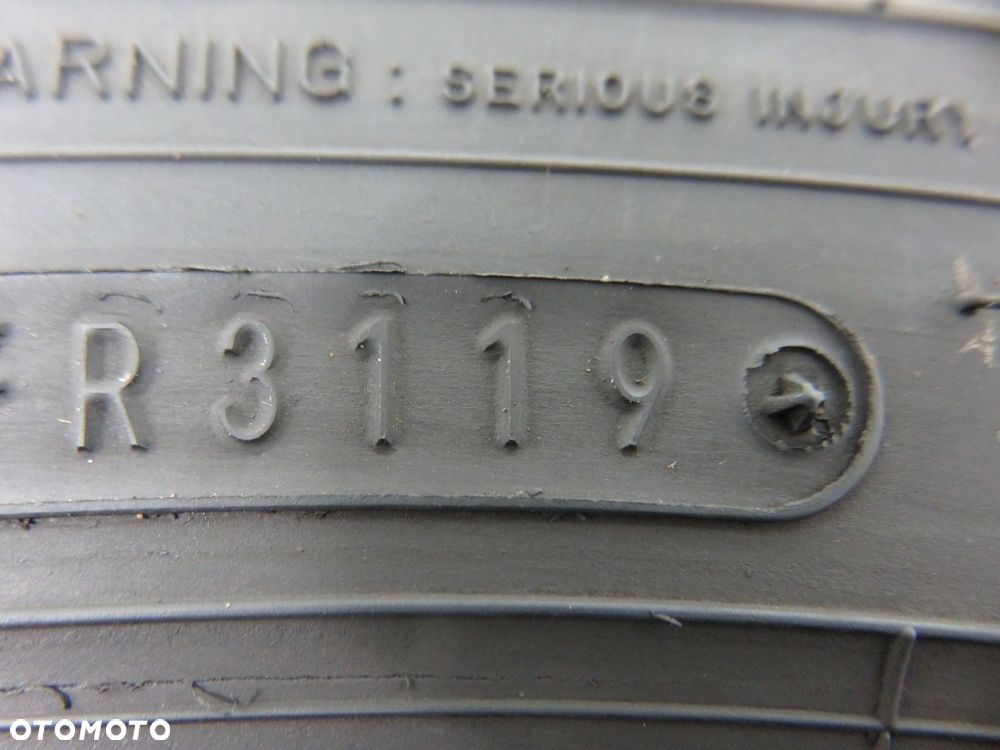 ARNING : SERIOUS INJURY
R3119
OTOMOTO